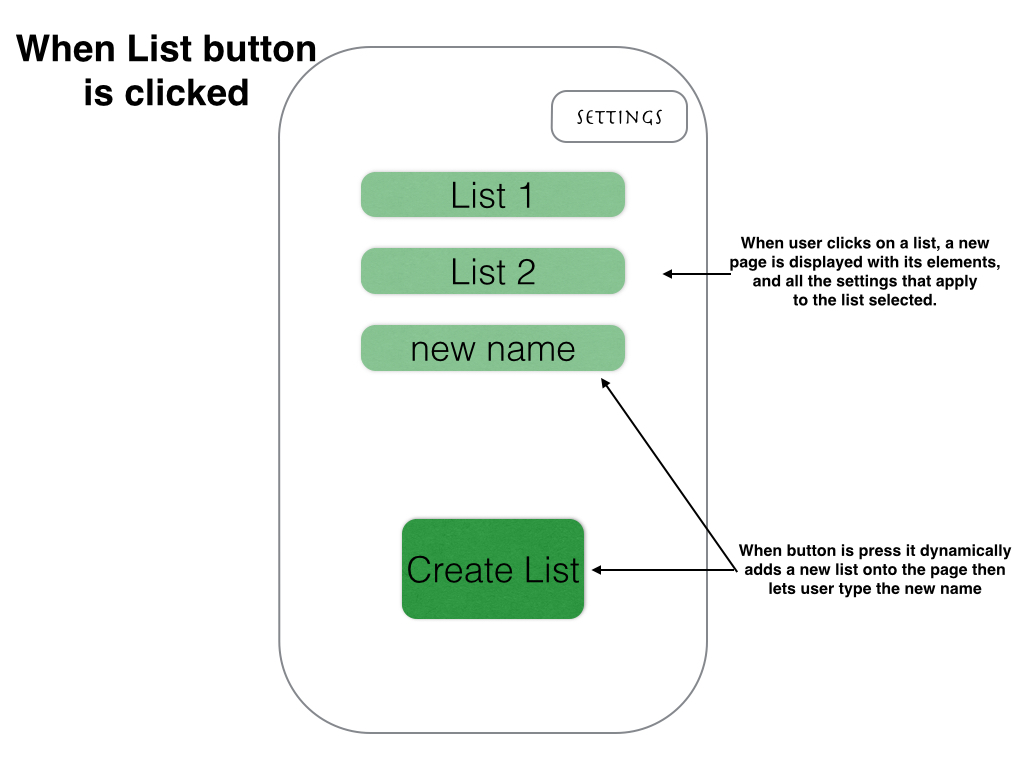 When List button
is clicked
SETTINGS
List 1
List 2
new name
When user clicks on a list, a new
page is displayed with its elements,
and all the settings that apply
to the list selected.
Create List
When button is press it dynamically
adds a new list onto the page then
lets user type the new name